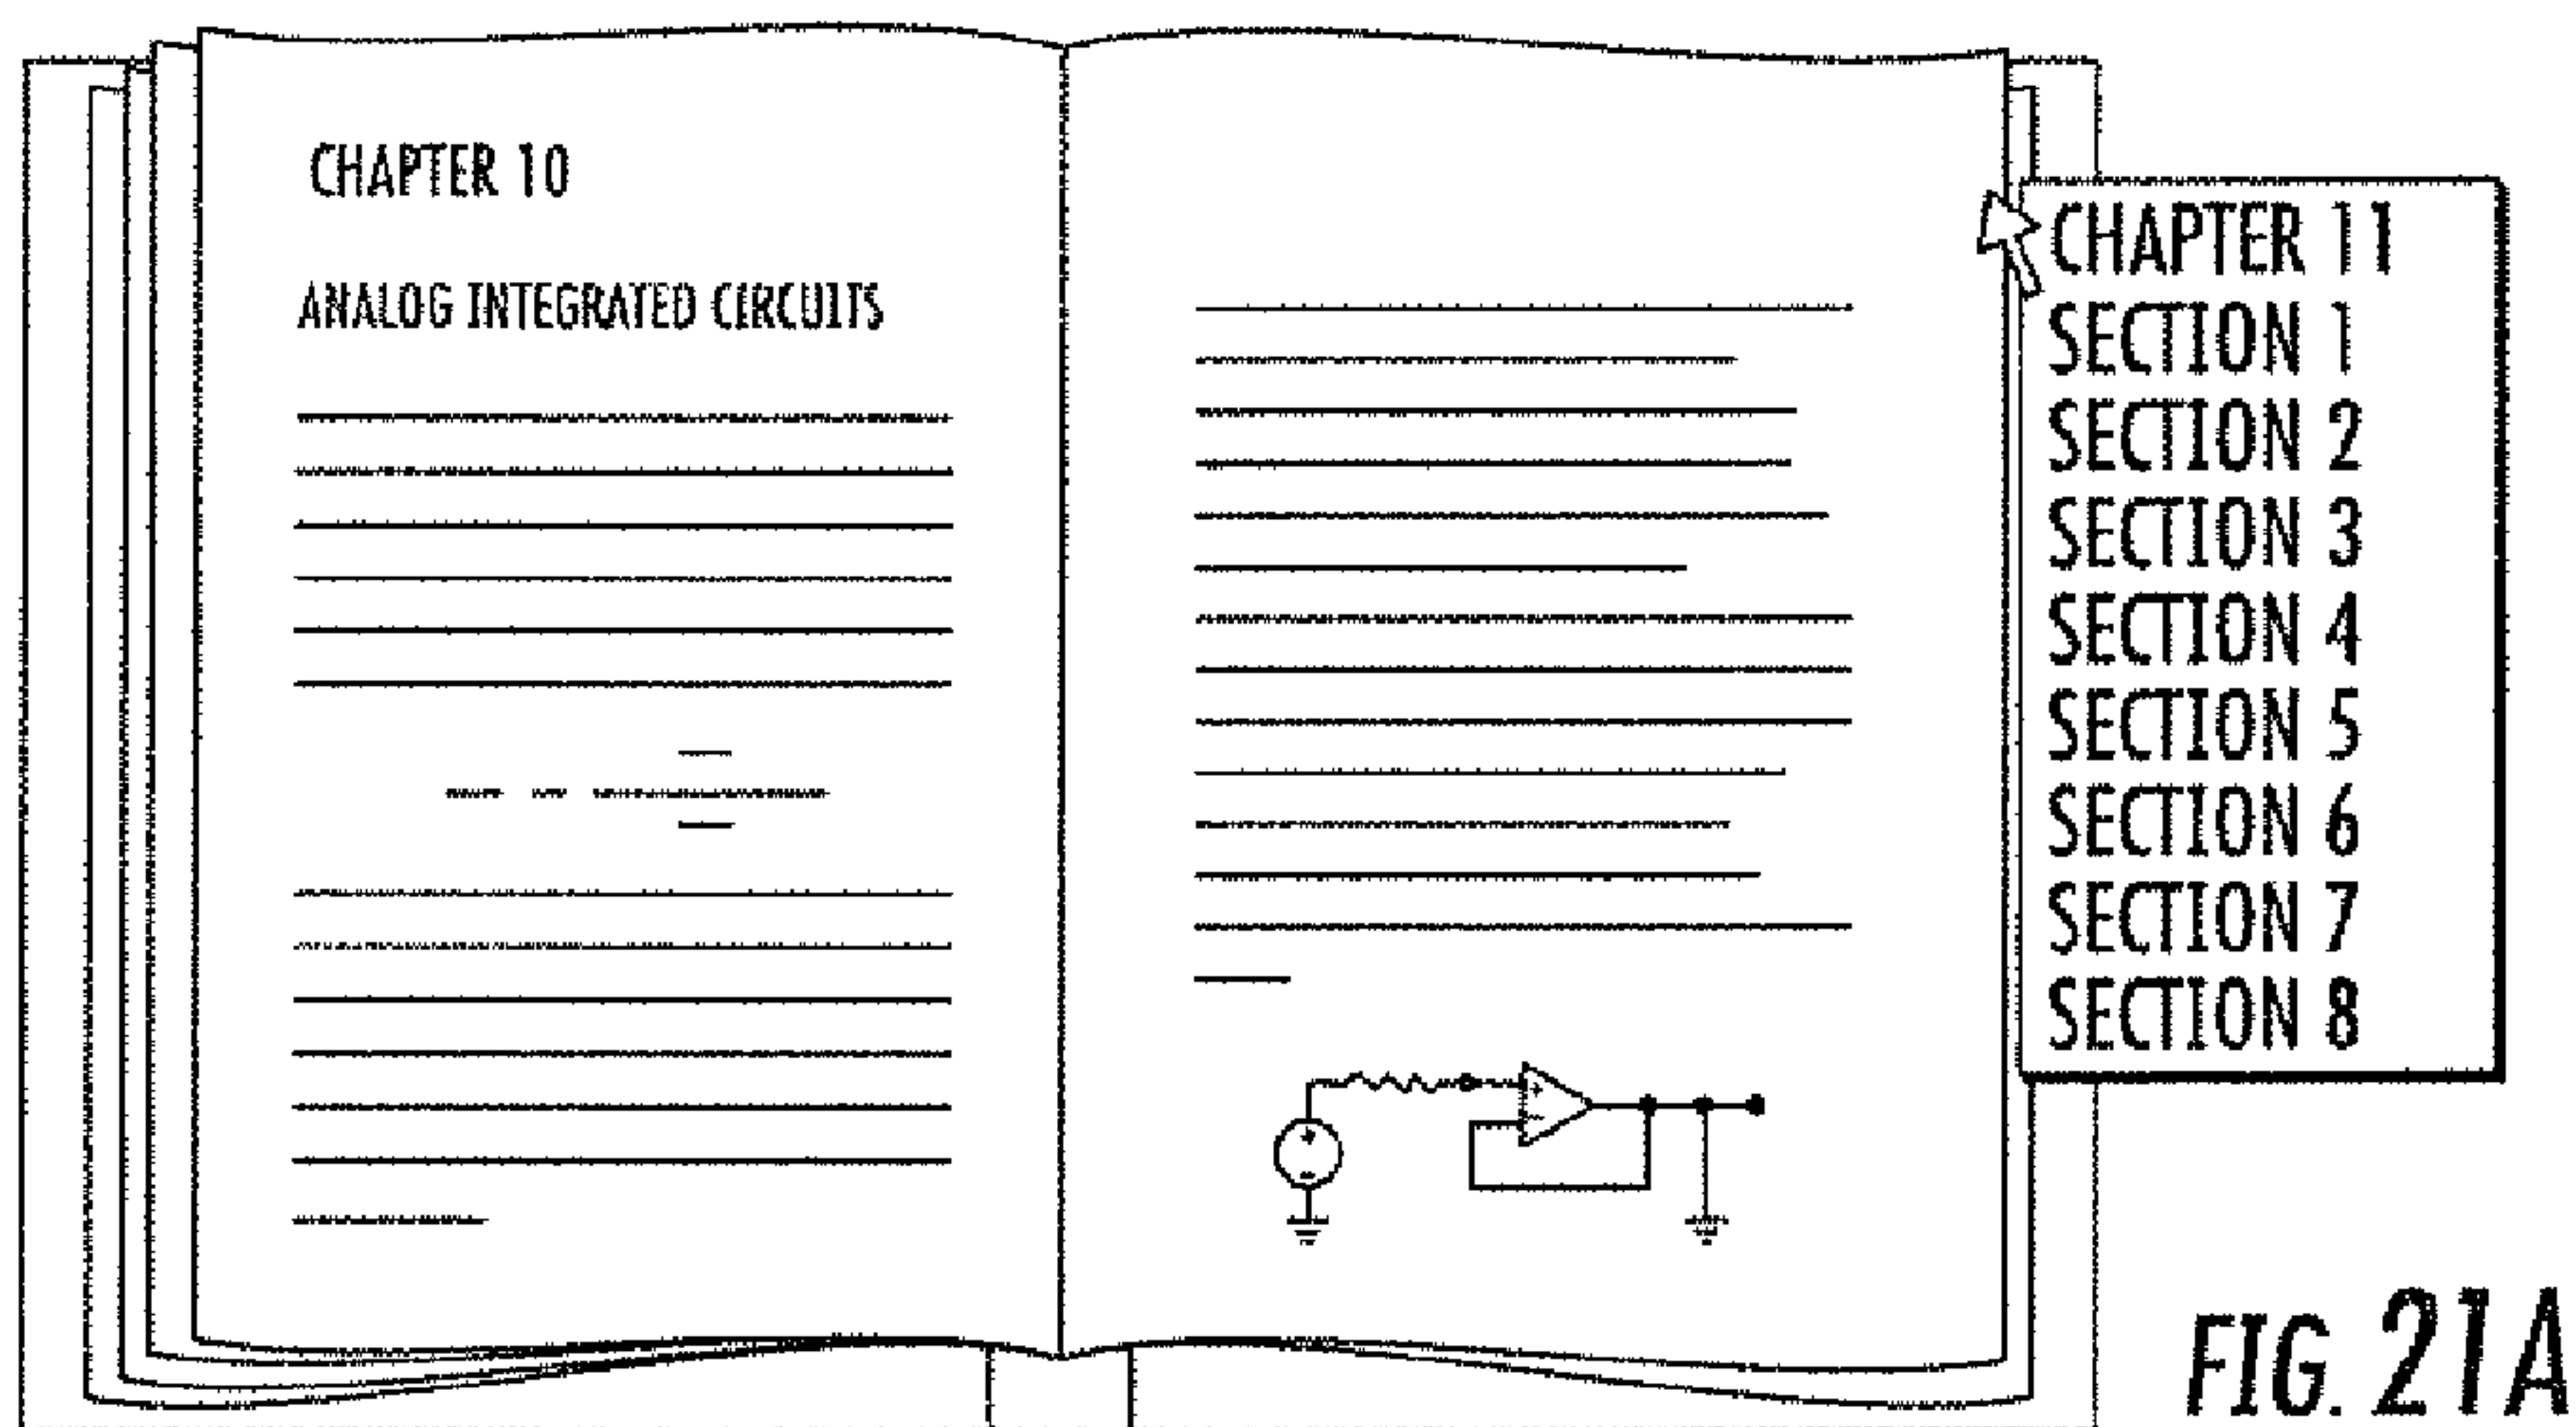 CHAPTER 10
ANALOG INTEGRATED CIRCUITS
CHAPTER 11
SECTION 1
SECTION 2
SECTION 3
SECTION 4
SECTION 5
SECTION 6
SECTION 7
SECTION 8
FIG. 21A